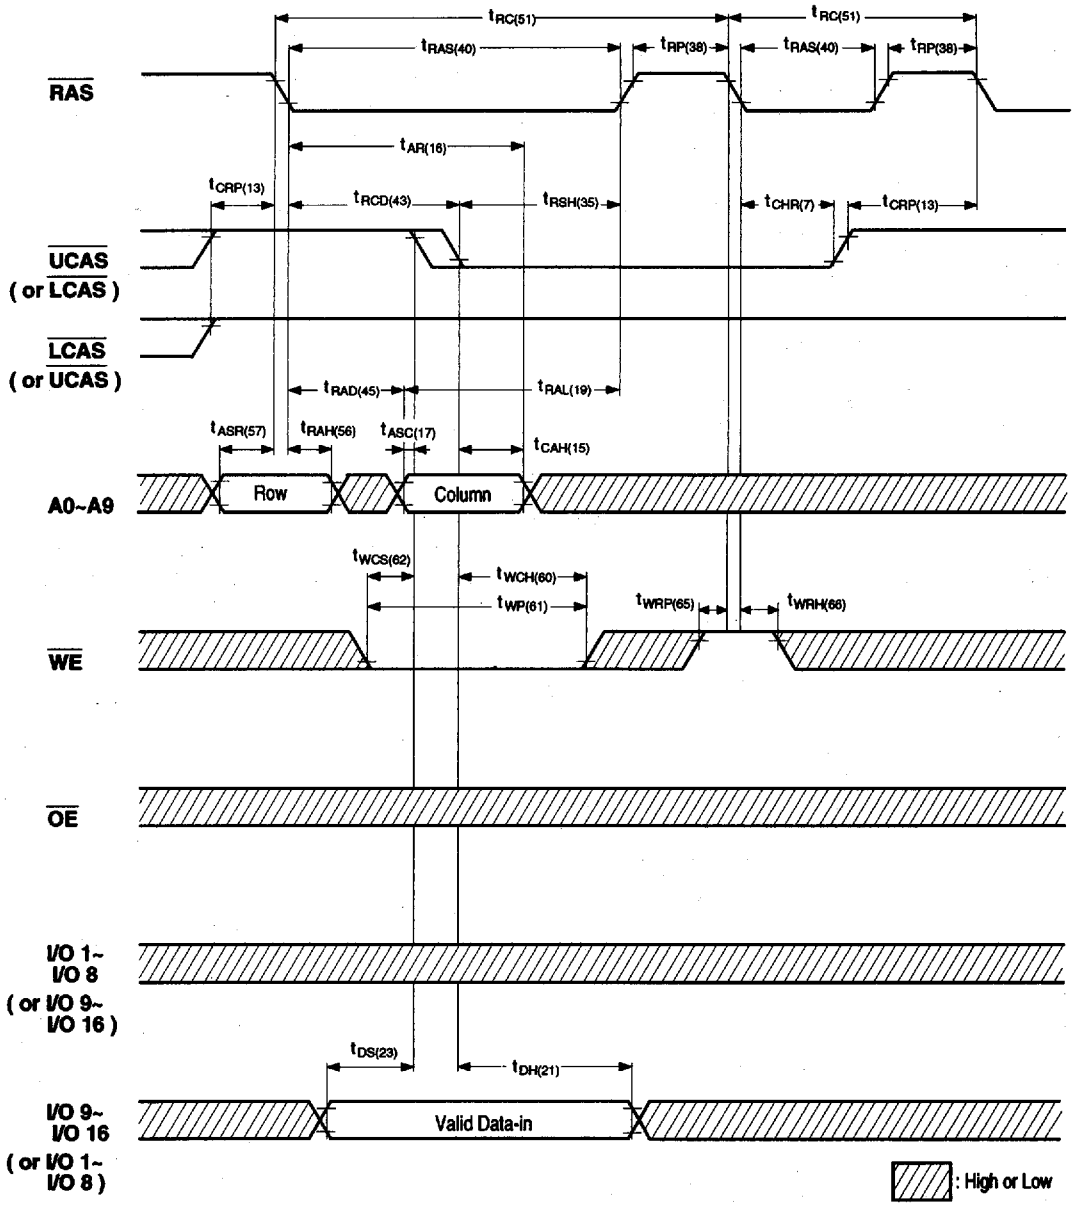 tRC(51) tRC(51)
tRAS(40) tRP(38) tRAS(40) tRP(38)
RAS
tAR(16)
tCRP(13) tRCD(43) tRSH(35) tCHR(7) tCRP(13)
UCAS
( or LCAS )
LCAS
( or UCAS )
tRAD(45) tRAL(19)
tASR(57) tRAH(56) tASC(17) tCAH(15)
A0~A9 Row Column
tWCS(62) tWCH(60)
tWP(61) tWRP(65) tWRH(66)
WE
OE
I/O 1~
I/O 8
( or I/O 9~
I/O 16 )
tDS(23) tDH(21)
I/O 9~
I/O 16
Valid Data-in
( or I/O 1~
I/O 8 )
: High or Low